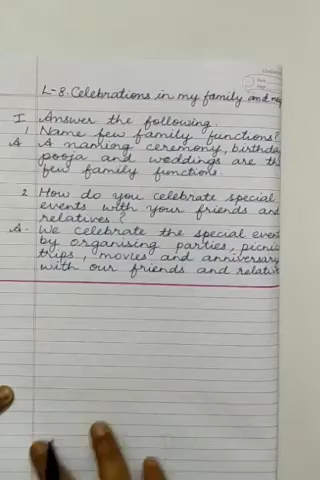 L-8. Celebrations in my family and
I Answer the following.
1 Name few family functions?
A A naming ceremony, birthday
pooja and weddings are the
few family functions.
2 How do you celebrate special
events with your friends and
relatives?
A- We celebrate the special event
by organising parties, picnic
trips, movies and anniversary
with our friends and relative